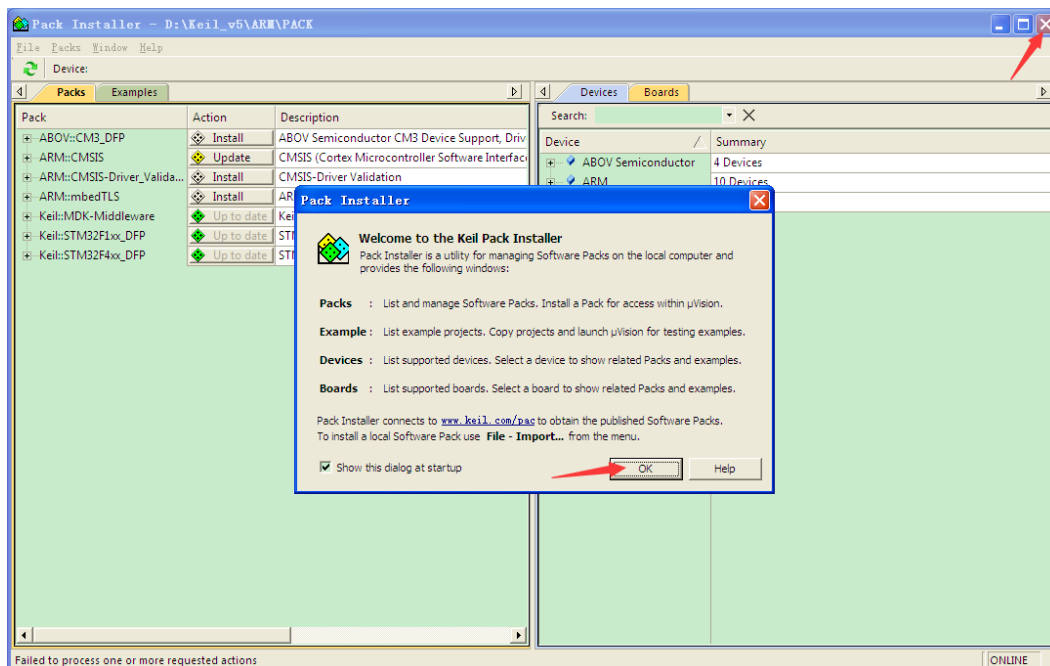 Pack Installer - D:\Keil_v5\ARM\PACK
File Packs Window Help
Device:
Packs Examples
Pack Action Description
ABOV::CM3_DFP Install ABOV Semiconductor CM3 Device Support, Driv
ARM::CMSIS Update CMSIS (Cortex Microcontroller Software Interfac
ARM::CMSIS-Driver_Valida... Install CMSIS-Driver Validation
ARM::mbedTLS Install AR
Keil::MDK-Middleware Up to date Kei
Keil::STM32F1xx_DFP Up to date STM
Keil::STM32F4xx_DFP Up to date STM
Devices Boards
Search:
Device Summary
ABOV Semiconductor 4 Devices
ARM 10 Devices
Pack Installer
Welcome to the Keil Pack Installer
Pack Installer is a utility for managing Software Packs on the local computer and
provides the following windows:
Packs : List and manage Software Packs. Install a Pack for access within µVision.
Example : List example projects. Copy projects and launch µVision for testing examples.
Devices : List supported devices. Select a device to show related Packs and examples.
Boards : List supported boards. Select a board to show related Packs and examples.
Pack Installer connects to www.keil.com/pac to obtain the published Software Packs.
To install a local Software Pack use File - Import... from the menu.
Show this dialog at startup
OK Help
Failed to process one or more requested actions
ONLINE